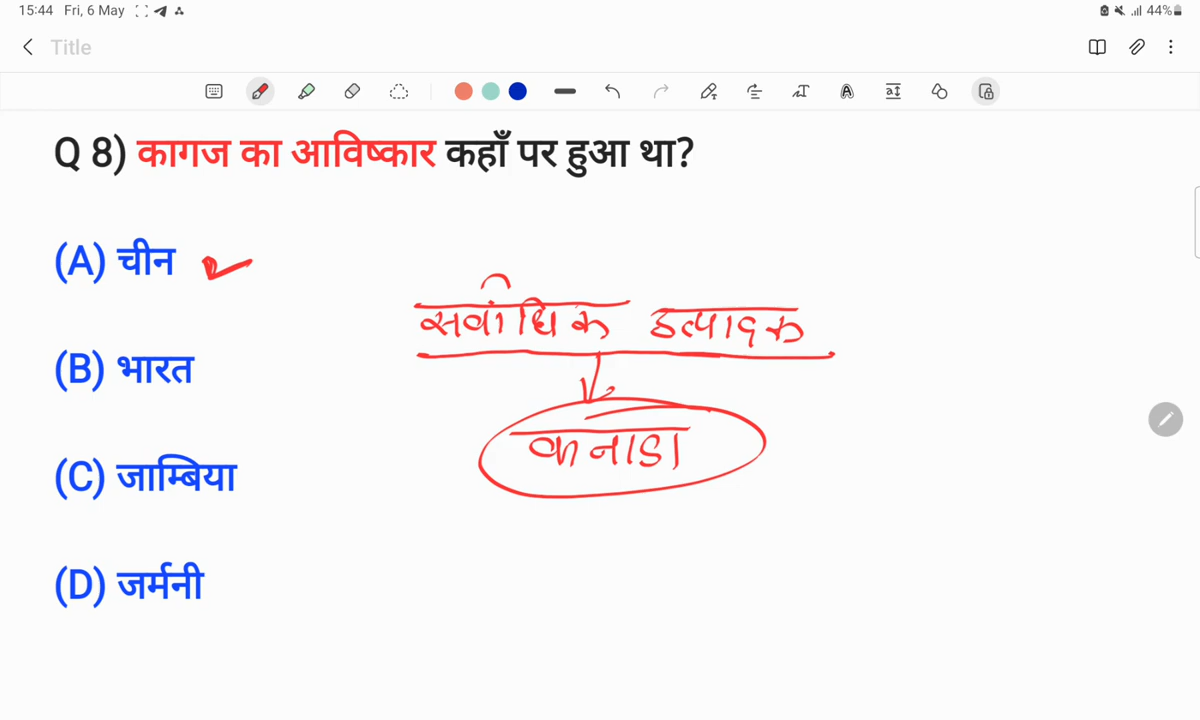 15:44 Fri, 6 May 44%
Title
Q 8) कागज का आविष्कार कहाँ पर हुआ था?
(A) चीन
सर्वाधिक उत्पादक
(B) भारत
कनाडा
(C) जाम्बिया
(D) जर्मनी